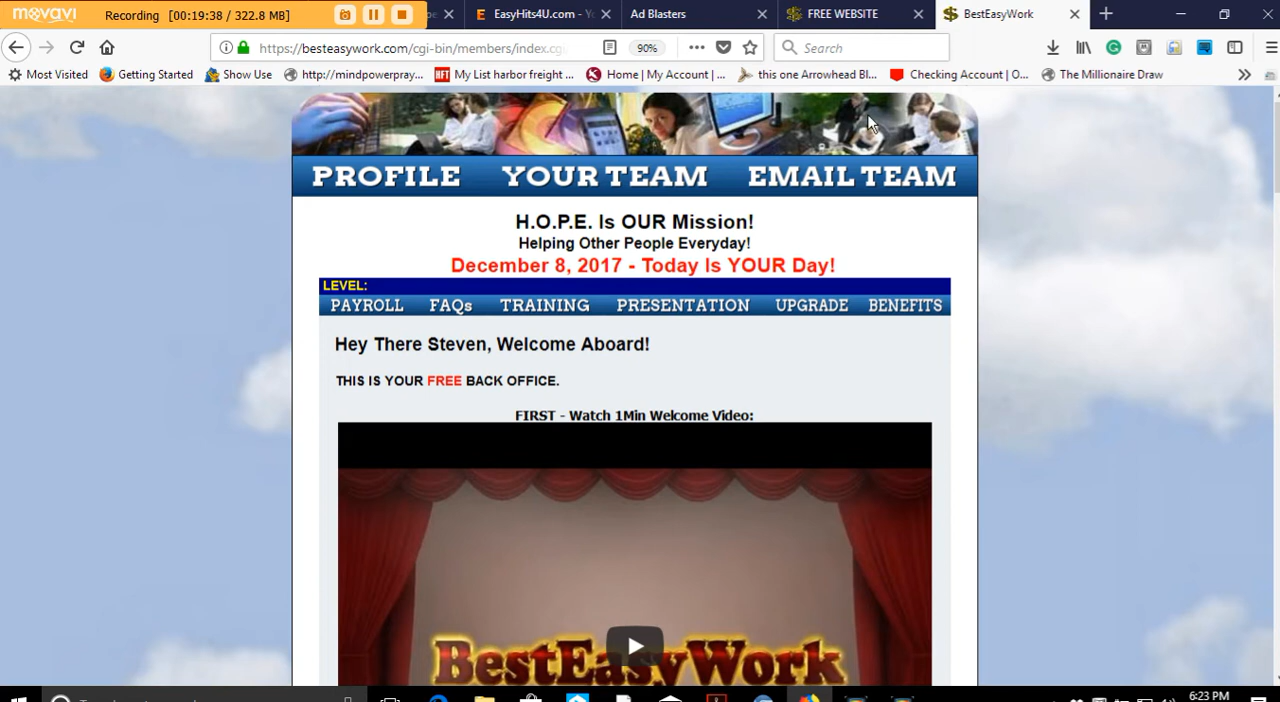 movavi Recording [00:19:38 / 322.8 MB]
EasyHits4U.com - Yo
Ad Blasters
FREE WEBSITE
BestEasyWork
https://besteasywork.com/cgi-bin/members/index.cg
90%
Search
Most Visited
Getting Started
Show Use
http://mindpowerpray...
HFT My List harbor freight ...
Home | My Account | ...
this one Arrowhead Bl...
Checking Account | O...
The Millionaire Draw
PROFILE YOUR TEAM EMAIL TEAM
H.O.P.E. Is OUR Mission!
Helping Other People Everyday!
December 8, 2017 - Today Is YOUR Day!
LEVEL:
PAYROLL FAQs TRAINING PRESENTATION UPGRADE BENEFITS
Hey There Steven, Welcome Aboard!
THIS IS YOUR FREE BACK OFFICE.
FIRST - Watch 1Min Welcome Video:
BestEasyWork
6:23 PM